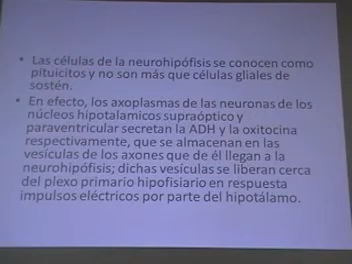 • Las células de la neurohipófisis se conocen como
pituicitos y no son más que células gliales de
sostén.
• En efecto, los axoplasmas de las neuronas de los
núcleos hipotalamicos supraóptico y
paraventricular secretan la ADH y la oxitocina
respectivamente, que se almacenan en las
vesículas de los axones que de él llegan a la
neurohipófisis; dichas vesículas se liberan cerca
del plexo primario hipofisiario en respuesta
impulsos eléctricos por parte del hipotálamo.